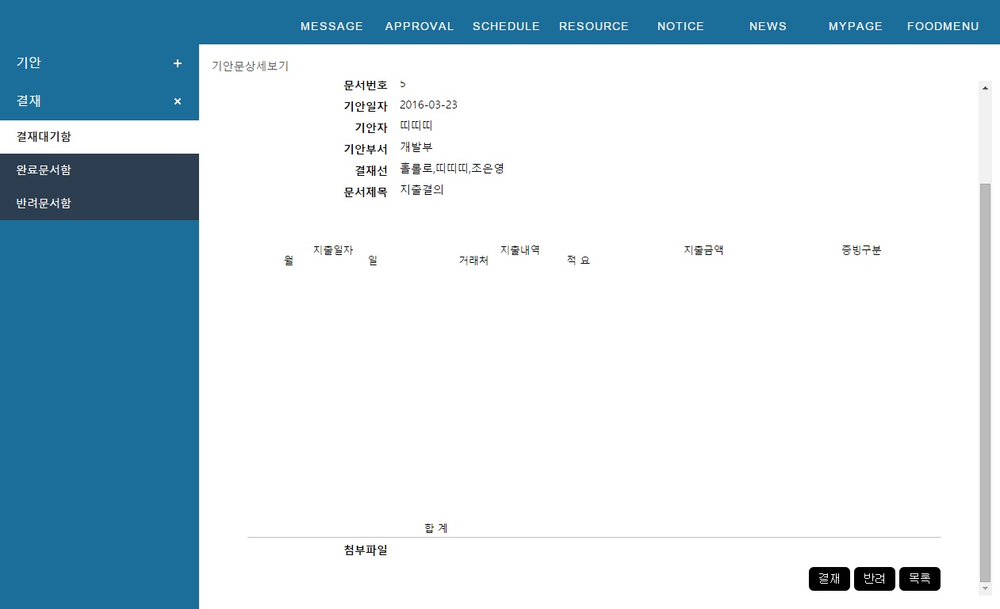 MESSAGE APPROVAL SCHEDULE RESOURCE NOTICE NEWS MYPAGE FOODMENU
기안 +
결재 ×
결재대기함
완료문서함
반려문서함
기안문상세보기
문서번호 5
기안일자 2016-03-23
기안자 띠띠띠
기안부서 개발부
결재선 홀롤로,띠띠띠,조은영
문서제목 지출결의
지출일자 지출내역 지출금액 증빙구분
월 일 거래처 적 요
합 계
첨부파일
결재 반려 목록